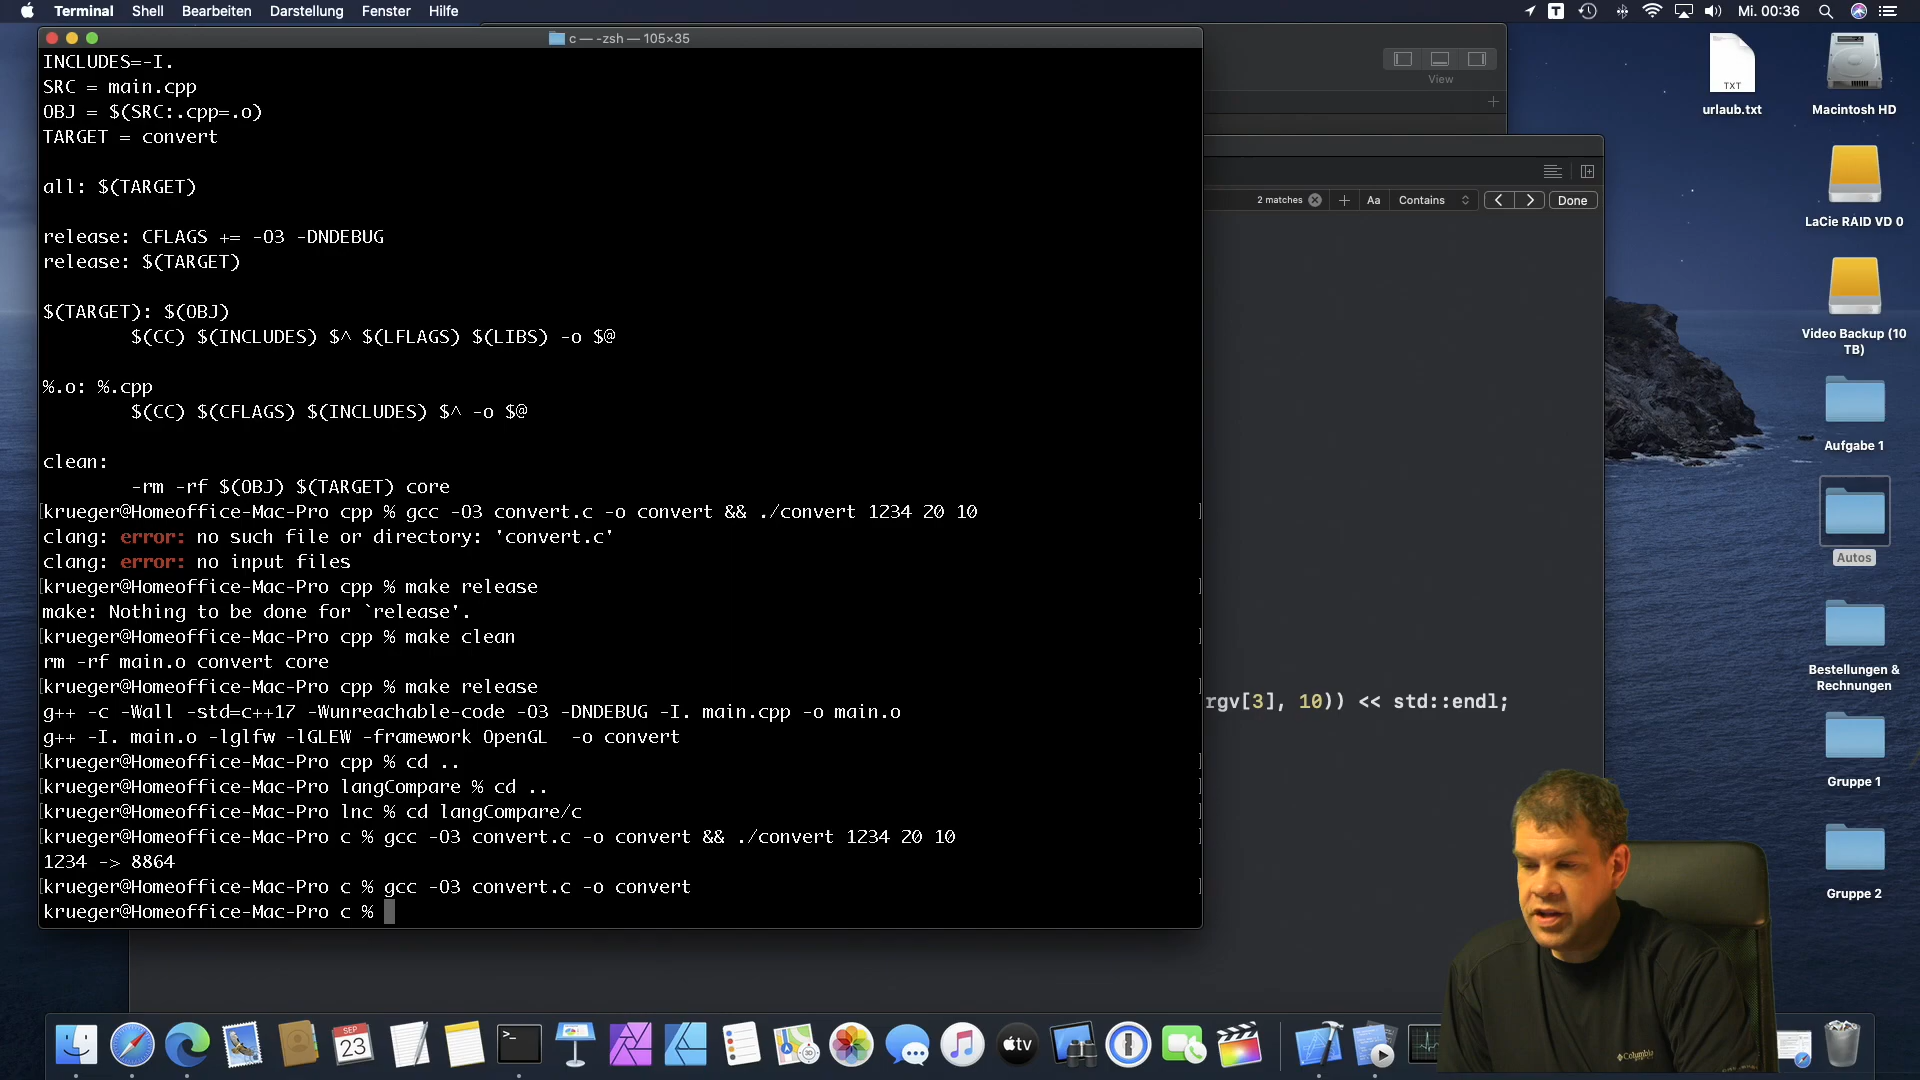 Terminal Shell Bearbeiten Darstellung Fenster Hilfe
T Mi. 00:36
c — -zsh — 105×35
INCLUDES=-I.
SRC = main.cpp
OBJ = $(SRC:.cpp=.o)
TARGET = convert
all: $(TARGET)
release: CFLAGS += -O3 -DNDEBUG
release: $(TARGET)
$(TARGET): $(OBJ)
$(CC) $(INCLUDES) $^ $(LFLAGS) $(LIBS) -o $@
%.o: %.cpp
$(CC) $(CFLAGS) $(INCLUDES) $^ -o $@
clean:
-rm -rf $(OBJ) $(TARGET) core
[krueger@Homeoffice-Mac-Pro cpp % gcc -O3 convert.c -o convert && ./convert 1234 20 10 ]
clang: error: no such file or directory: 'convert.c'
clang: error: no input files
[krueger@Homeoffice-Mac-Pro cpp % make release ]
make: Nothing to be done for `release'.
[krueger@Homeoffice-Mac-Pro cpp % make clean ]
rm -rf main.o convert core
[krueger@Homeoffice-Mac-Pro cpp % make release ]
g++ -c -Wall -std=c++17 -Wunreachable-code -O3 -DNDEBUG -I. main.cpp -o main.o
g++ -I. main.o -lglfw -lGLEW -framework OpenGL  -o convert
[krueger@Homeoffice-Mac-Pro cpp % cd .. ]
[krueger@Homeoffice-Mac-Pro langCompare % cd .. ]
[krueger@Homeoffice-Mac-Pro lnc % cd langCompare/c ]
[krueger@Homeoffice-Mac-Pro c % gcc -O3 convert.c -o convert && ./convert 1234 20 10 ]
1234 -> 8864
[krueger@Homeoffice-Mac-Pro c % gcc -O3 convert.c -o convert ]
krueger@Homeoffice-Mac-Pro c %
View
2 matches Aa Contains Done
rgv[3], 10)) << std::endl;
TXT
urlaub.txt
Macintosh HD
LaCie RAID VD 0
Video Backup (10
TB)
Aufgabe 1
Autos
Bestellungen &
Rechnungen
Gruppe 1
Gruppe 2
Columbia
SEP
23
>_
tv